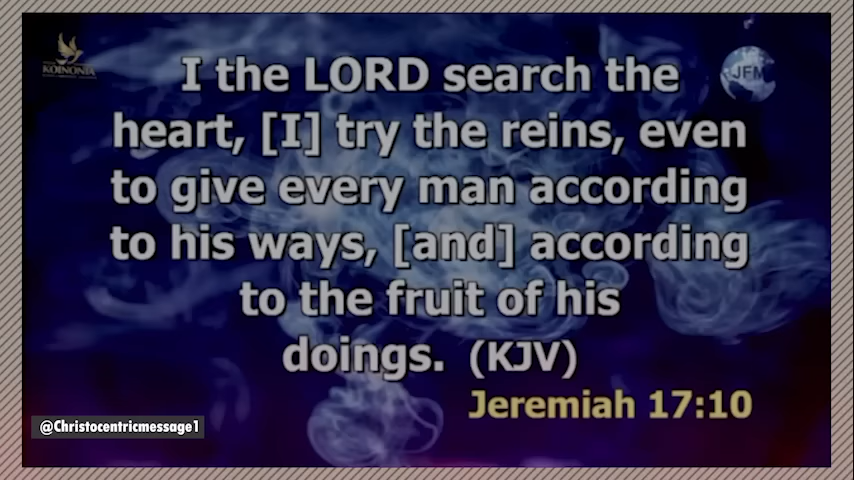 KOINONIA
JFM
I the LORD search the
heart, [I] try the reins, even
to give every man according
to his ways, [and] according
to the fruit of his
doings. (KJV)
Jeremiah 17:10
@Christocentricmessage1